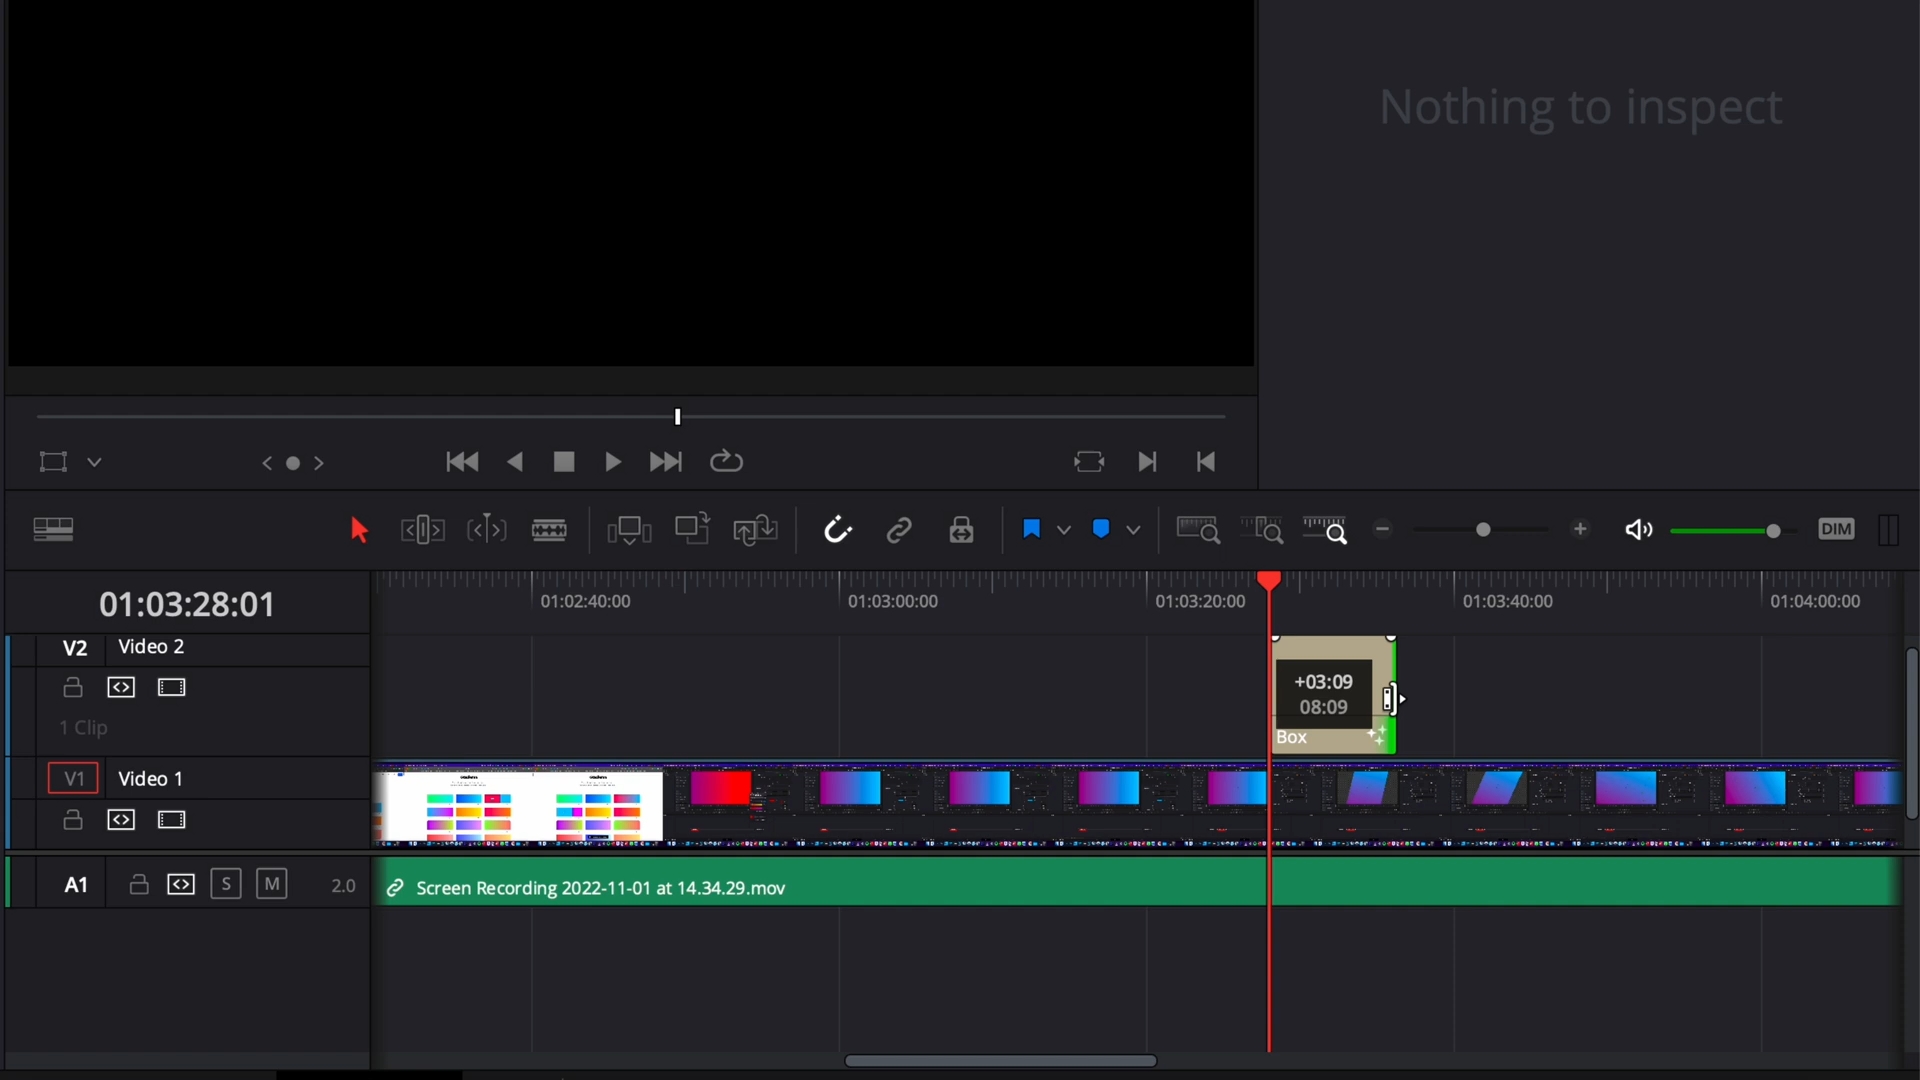 Nothing to inspect
DIM
01:03:28:01
01:02:40:00
01:03:00:00
01:03:20:00
01:03:40:00
01:04:00:00
V2 Video 2
1 Clip
+03:09
08:09
Box
V1 Video 1
A1 S M 2.0
Screen Recording 2022-11-01 at 14.34.29.mov